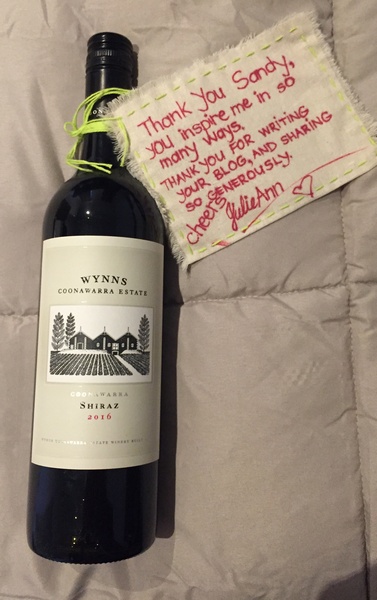 Thank You Sandy,
you inspire me in so
many ways.
THANK YOU FOR WRITING
YOUR BLOG, AND SHARING
SO GENEROUSLY.
cheers JulieAnn
WYNNS
COONAWARRA ESTATE
COONAWARRA
SHIRAZ
2016